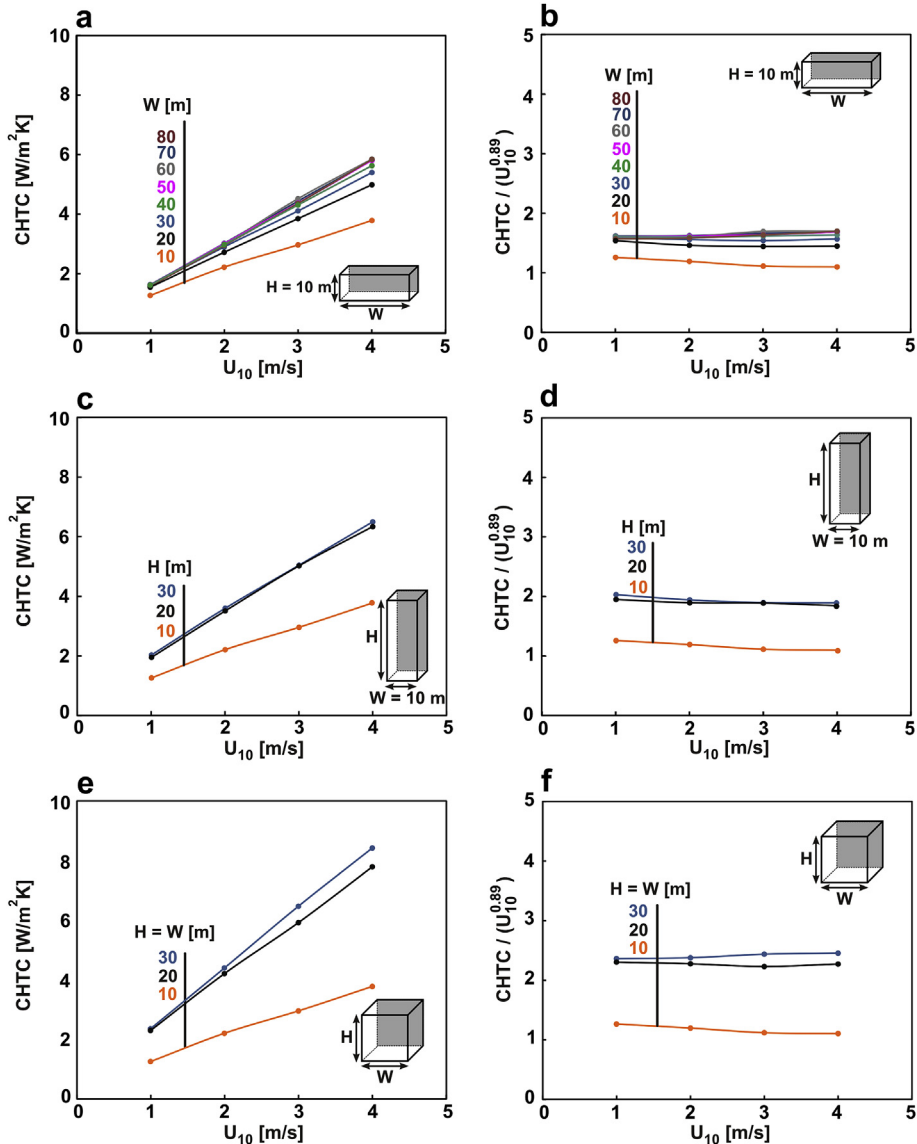 a
CHTC [W/m²K]
10
8
6
4
2
0
W [m]
80
70
60
50
40
30
20
10
H = 10 m
W
0 1 2 3 4 5
U₁₀ [m/s]
b
CHTC / (U₁₀^0.89)
5
4
3
2
1
0
W [m]
80
70
60
50
40
30
20
10
H = 10 m
W
0 1 2 3 4 5
U₁₀ [m/s]
c
CHTC [W/m²K]
10
8
6
4
2
0
H [m]
30
20
10
H
W = 10 m
0 1 2 3 4 5
U₁₀ [m/s]
d
CHTC / (U₁₀^0.89)
5
4
3
2
1
0
H [m]
30
20
10
H
W = 10 m
0 1 2 3 4 5
U₁₀ [m/s]
e
CHTC [W/m²K]
10
8
6
4
2
0
H = W [m]
30
20
10
H
W
0 1 2 3 4 5
U₁₀ [m/s]
f
CHTC / (U₁₀^0.89)
5
4
3
2
1
0
H = W [m]
30
20
10
H
W
0 1 2 3 4 5
U₁₀ [m/s]